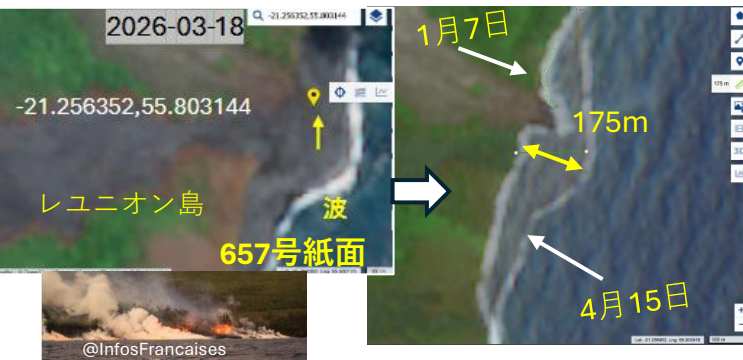 2026-03-18
-21.256352,55.803144
-21.256352,55.803144
レユニオン島
波
657号紙面
@InfosFrancaises
1月7日
175m
175 m
4月15日
100 m